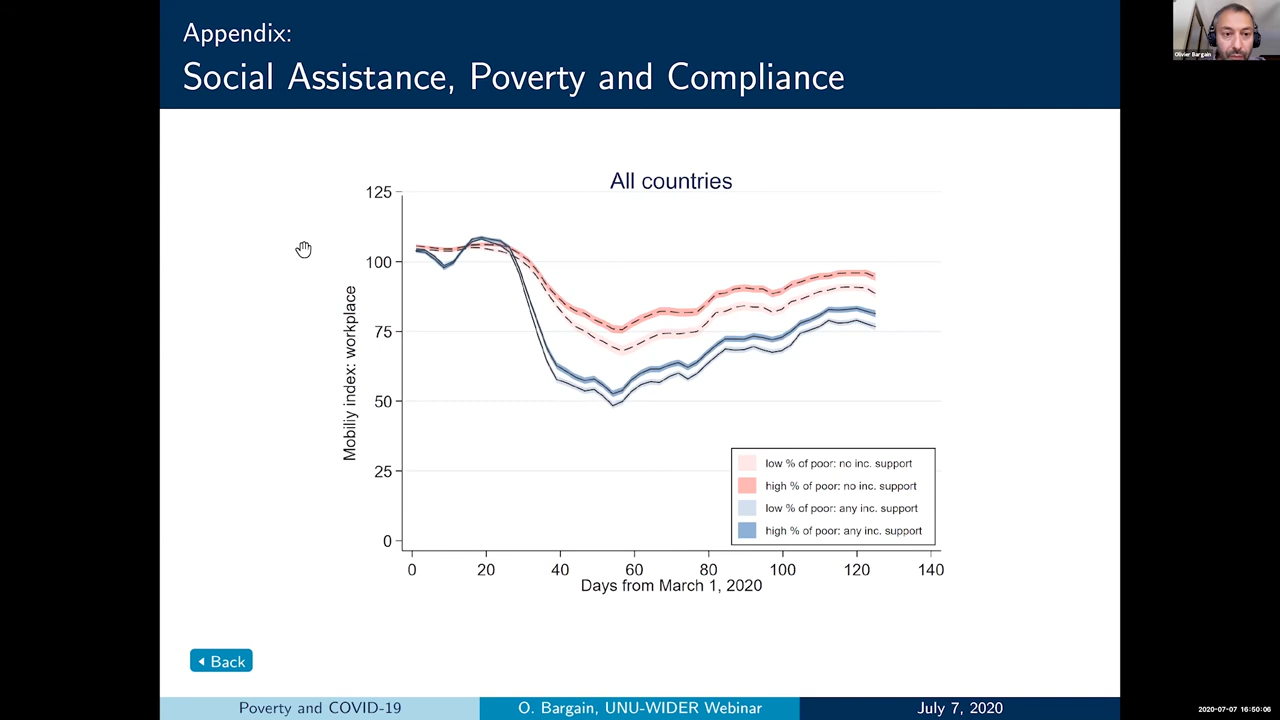 Appendix:
Social Assistance, Poverty and Compliance
Olivier Bargain
All countries
125
100
75
50
25
0
Mobiliy index: workplace
low % of poor: no inc. support
high % of poor: no inc. support
low % of poor: any inc. support
high % of poor: any inc. support
0 20 40 60 80 100 120 140
Days from March 1, 2020
Back
Poverty and COVID-19
O. Bargain, UNU-WIDER Webinar
July 7, 2020
2020-07-07 16:50:06